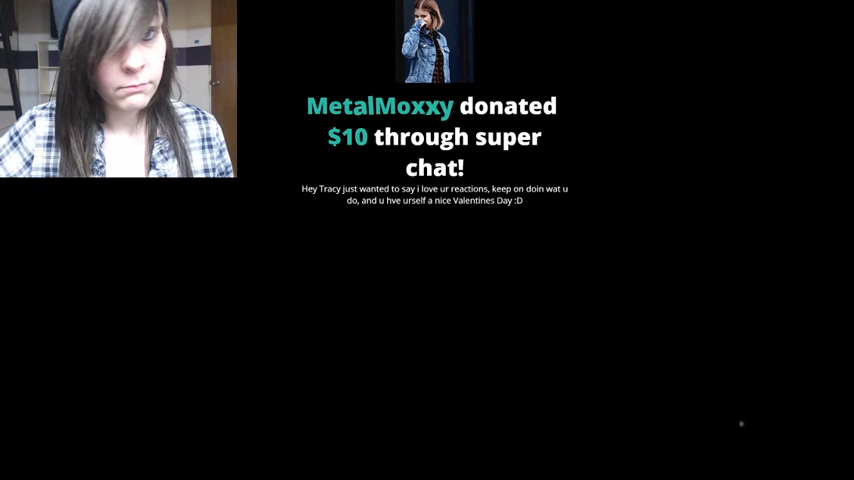 MetalMoxxy donated
$10 through super
chat!
Hey Tracy just wanted to say i love ur reactions, keep on doin wat u
do, and u hve urself a nice Valentines Day :D